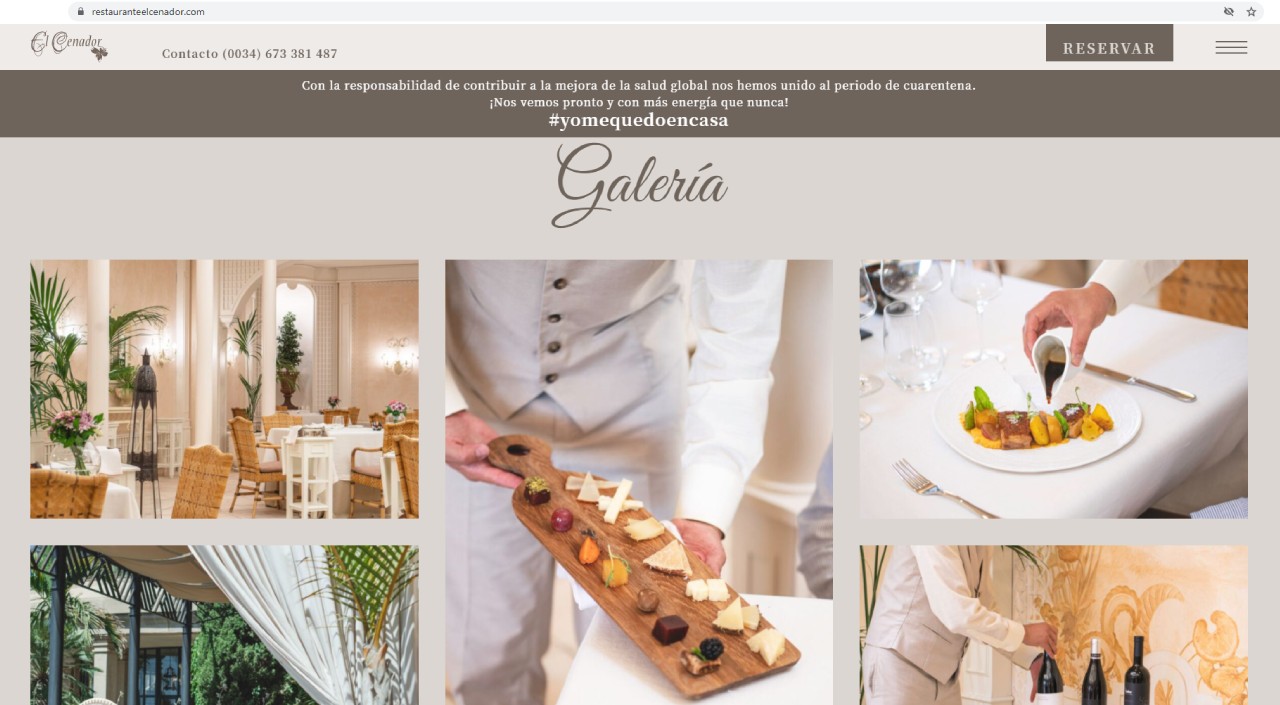 restauranteelcenador.com
El Cenador
Contacto (0034) 673 381 487
RESERVAR
Con la responsabilidad de contribuir a la mejora de la salud global nos hemos unido al periodo de cuarentena.
¡Nos vemos pronto y con más energía que nunca!
#yomequedoencasa
Galería